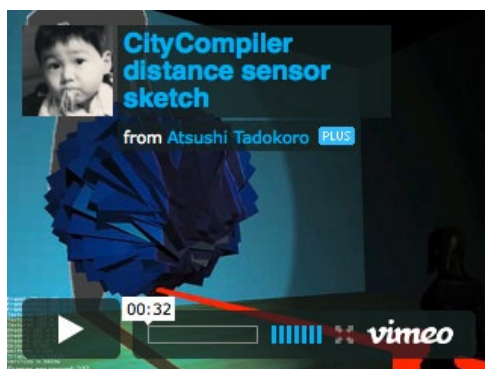 CityCompiler
distance sensor
sketch
from Atsushi Tadokoro PLUS
00:32
vimeo